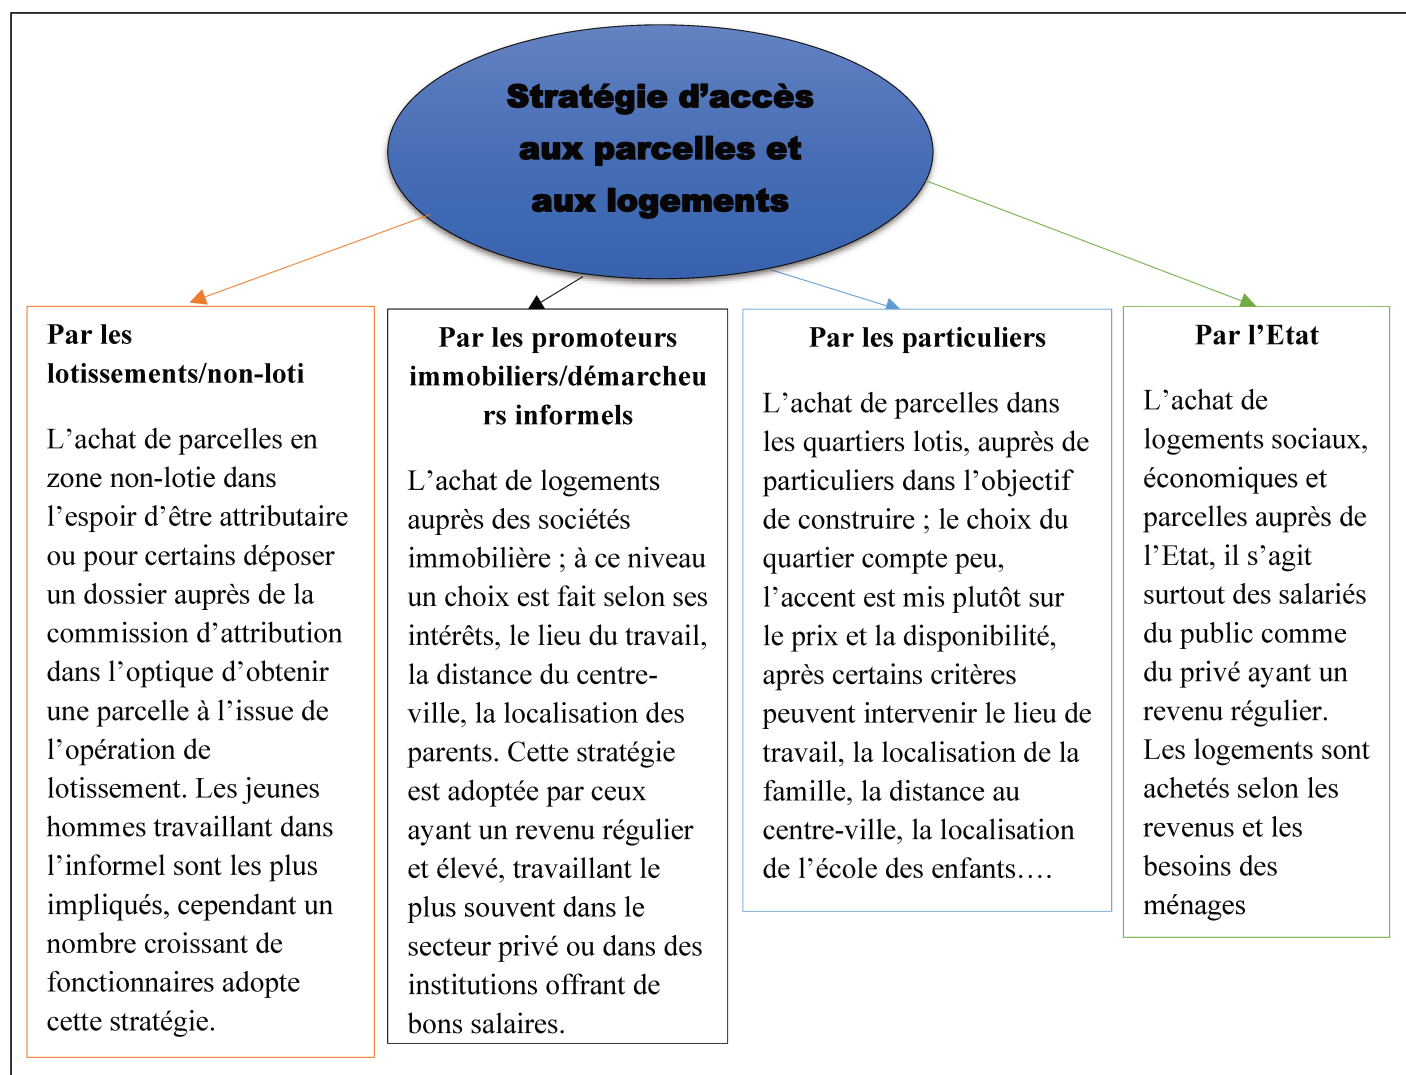 Stratégie d’accès
aux parcelles et
aux logements
Par les
lotissements/non-loti
L’achat de parcelles en
zone non-lotie dans
l’espoir d’être attributaire
ou pour certains déposer
un dossier auprès de la
commission d’attribution
dans l’optique d’obtenir
une parcelle à l’issue de
l’opération de
lotissement. Les jeunes
hommes travaillant dans
l’informel sont les plus
impliqués, cependant un
nombre croissant de
fonctionnaires adopte
cette stratégie.
Par les promoteurs
immobiliers/démarcheu
rs informels
L’achat de logements
auprès des sociétés
immobilière ; à ce niveau
un choix est fait selon ses
intérêts, le lieu du travail,
la distance du centre-
ville, la localisation des
parents. Cette stratégie
est adoptée par ceux
ayant un revenu régulier
et élevé, travaillant le
plus souvent dans le
secteur privé ou dans des
institutions offrant de
bons salaires.
Par les particuliers
L’achat de parcelles dans
les quartiers lotis, auprès de
particuliers dans l’objectif
de construire ; le choix du
quartier compte peu,
l’accent est mis plutôt sur
le prix et la disponibilité,
après certains critères
peuvent intervenir le lieu de
travail, la localisation de la
famille, la distance au
centre-ville, la localisation
de l’école des enfants….
Par l’Etat
L’achat de
logements sociaux,
économiques et
parcelles auprès de
l’Etat, il s’agit
surtout des salariés
du public comme
du privé ayant un
revenu régulier.
Les logements sont
achetés selon les
revenus et les
besoins des
ménages